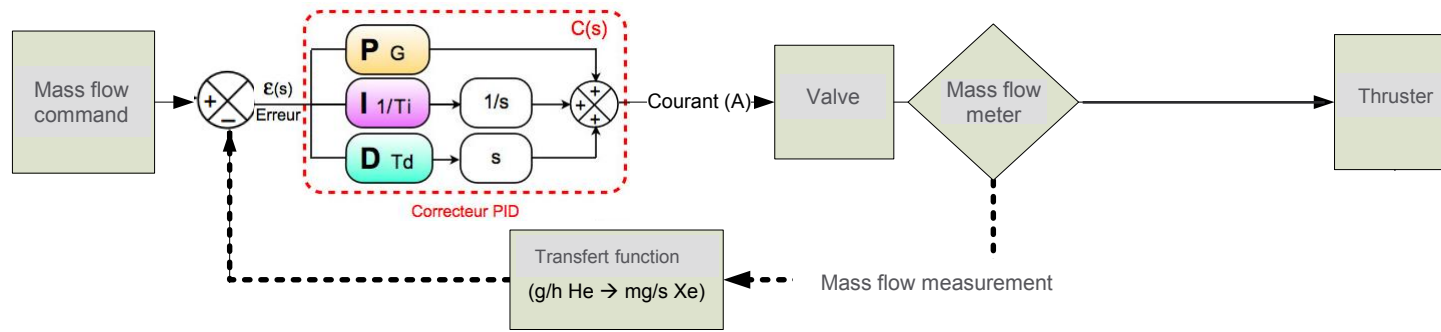 Mass flow
command
+
−
ε(s)
Erreur
C(s)
P G
I 1/Ti
1/s
D Td
s
+
+
+
+
Correcteur PID
Courant (A)
Valve
Mass flow
meter
Thruster
Transfert function
(g/h He → mg/s Xe)
Mass flow measurement